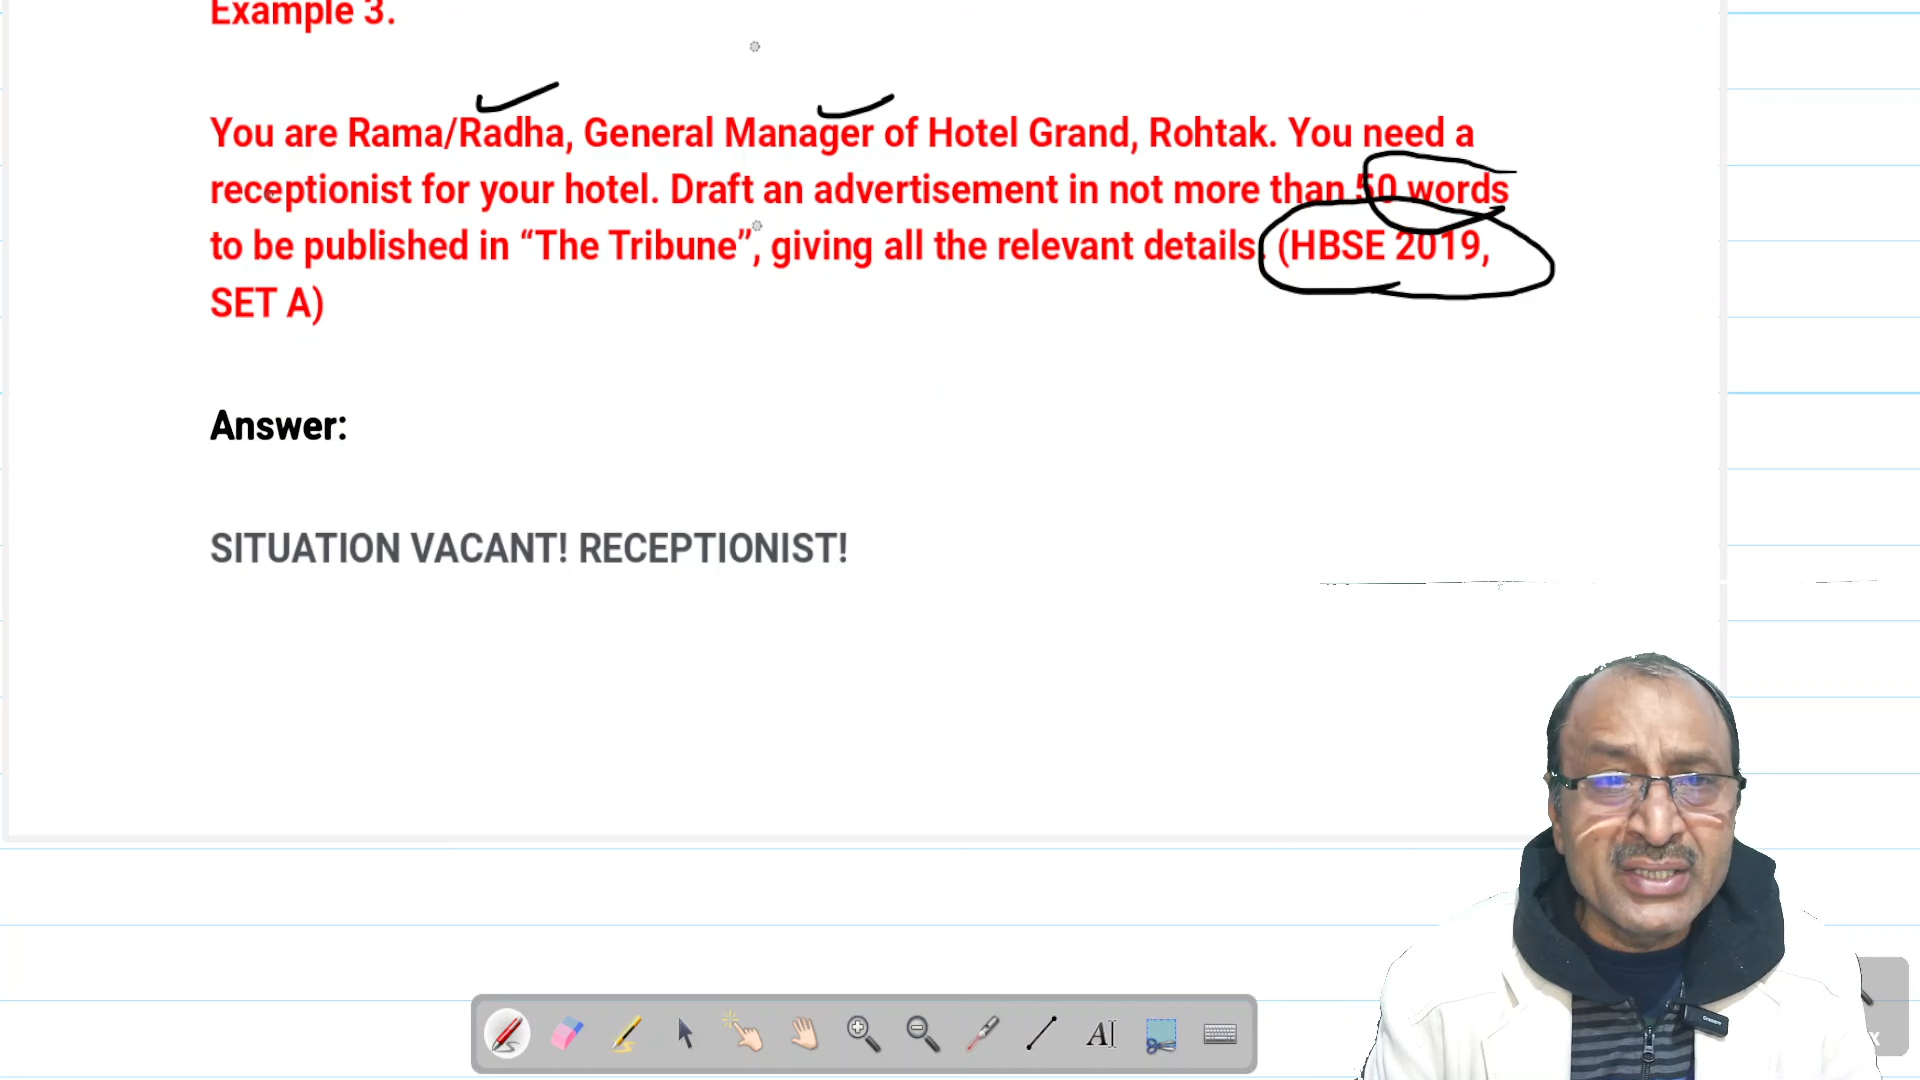 Example 3.
You are Rama/Radha, General Manager of Hotel Grand, Rohtak. You need a
receptionist for your hotel. Draft an advertisement in not more than 50 words
to be published in “The Tribune”, giving all the relevant details. (HBSE 2019,
SET A)
Answer:
SITUATION VACANT! RECEPTIONIST!